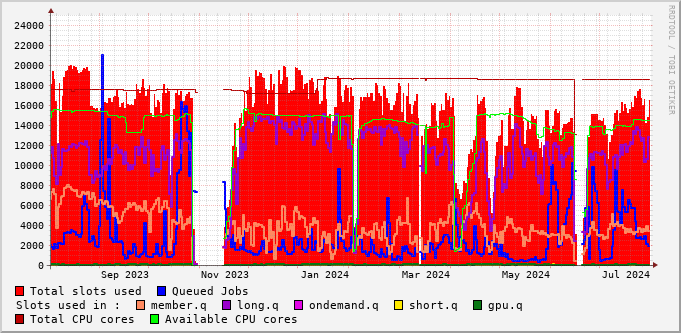 24000
22000
20000
18000
16000
14000
12000
10000
8000
6000
4000
2000
0
Sep 2023 Nov 2023 Jan 2024 Mar 2024 May 2024 Jul 2024
Total slots used Queued Jobs
Slots used in : member.q long.q ondemand.q short.q gpu.q
Total CPU cores Available CPU cores
RRDTOOL / TOBI OETIKER